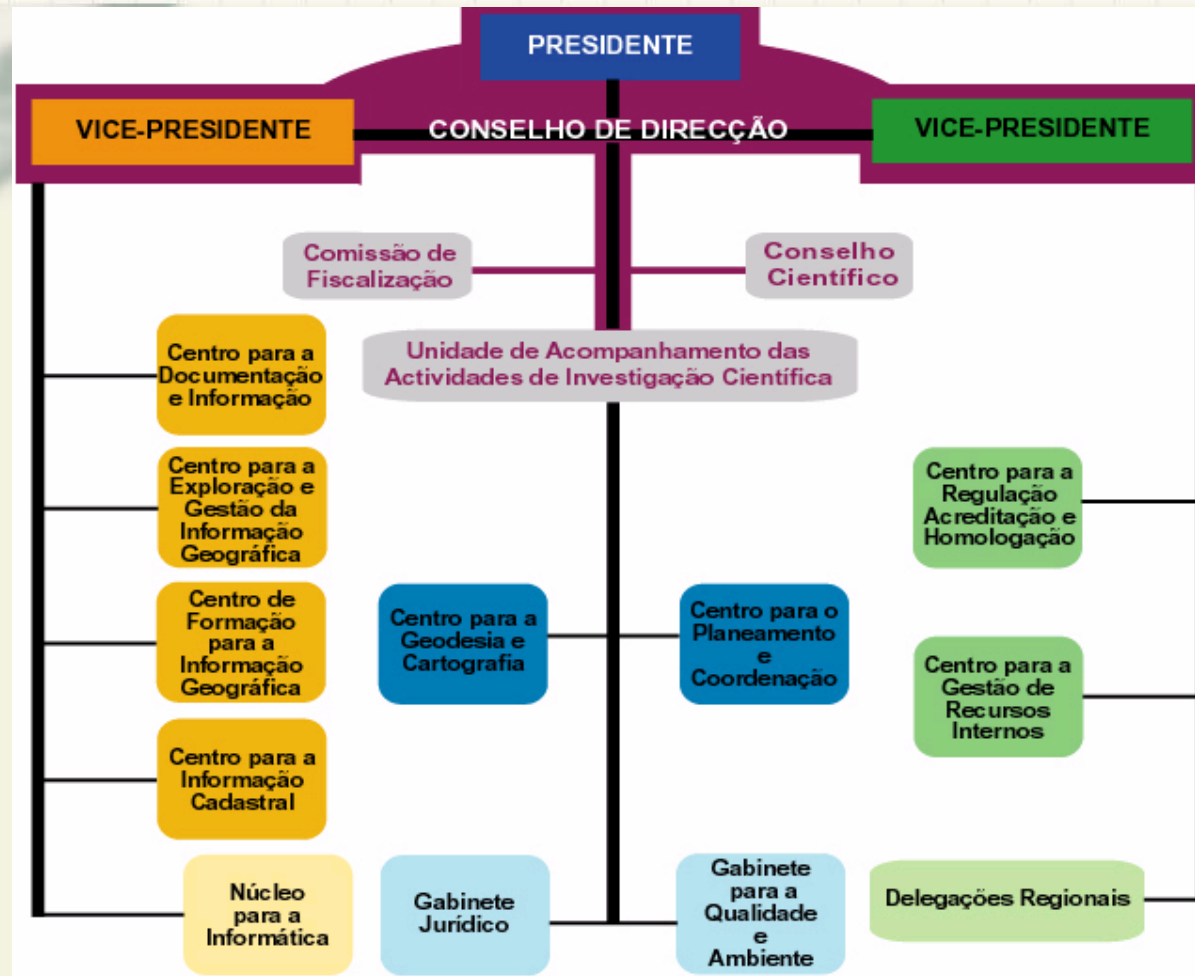 PRESIDENTE
VICE-PRESIDENTE
CONSELHO DE DIRECÇÃO
VICE-PRESIDENTE
Comissão de
Fiscalização
Conselho
Científico
Unidade de Acompanhamento das
Actividades de Investigação Científica
Centro para a
Documentação
e Informação
Centro para a
Exploração e
Gestão da
Informação
Geográfica
Centro de
Formação
para a
Informação
Geográfica
Centro para a
Informação
Cadastral
Núcleo
para a
Informática
Centro para a
Geodesia e
Cartografia
Centro para o
Planeamento
e
Coordenação
Gabinete
Jurídico
Gabinete
para a
Qualidade
e
Ambiente
Centro para a
Regulação
Acreditação e
Homologação
Centro para a
Gestão de
Recursos
Internos
Delegações Regionais